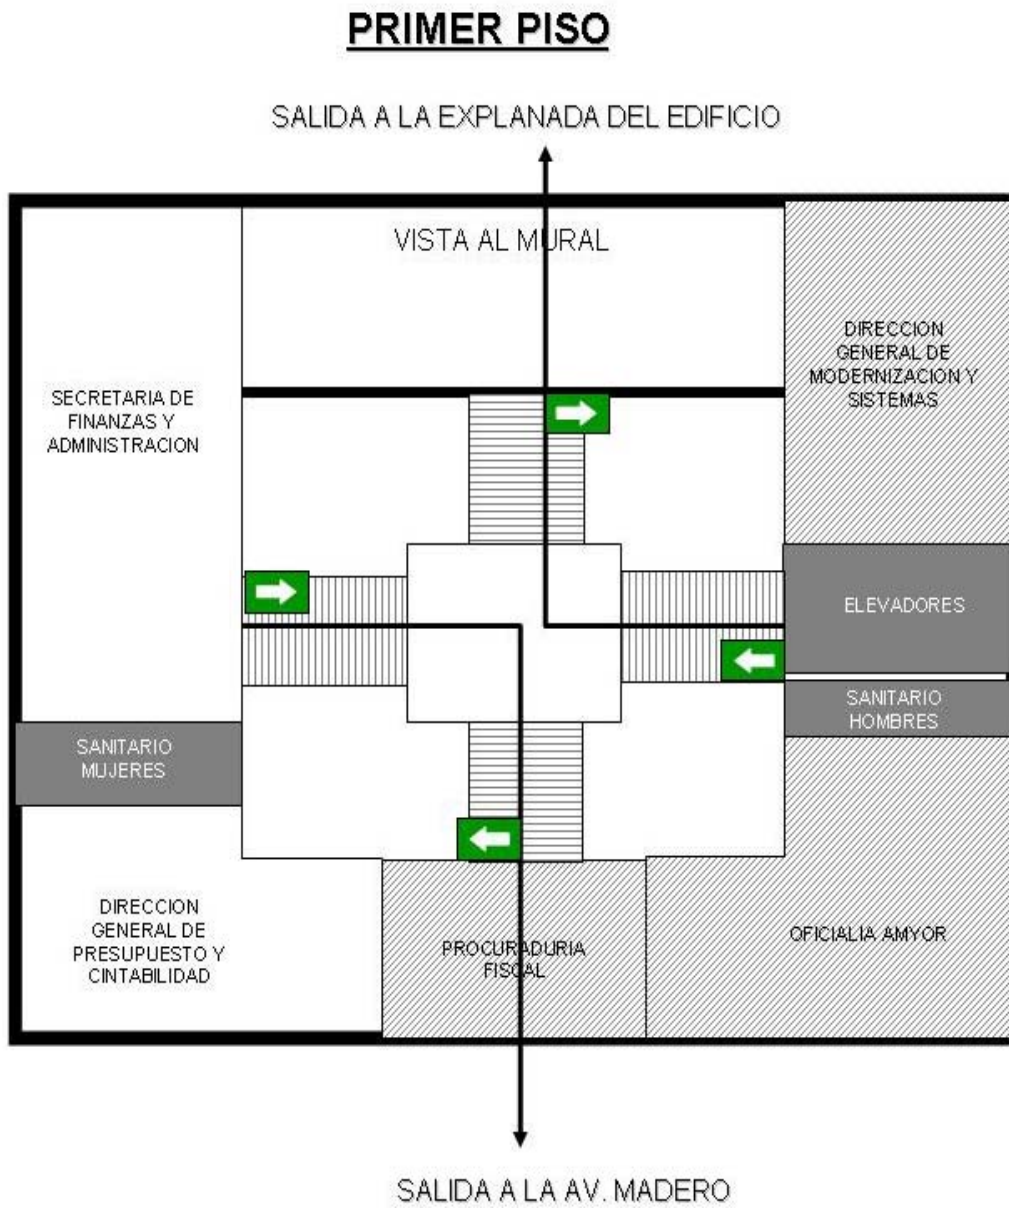 PRIMER PISO
SALIDA A LA EXPLANADA DEL EDIFICIO
VISTA AL MURAL
DIRECCION
GENERAL DE
MODERNIZACION Y
SISTEMAS
SECRETARIA DE
FINANZAS Y
ADMINISTRACION
ELEVADORES
SANITARIO
HOMBRES
SANITARIO
MUJERES
DIRECCION
GENERAL DE
PRESUPUESTO Y
CINTABILIDAD
PROCURADURIA
FISCAL
OFICIALIA AMYOR
SALIDA A LA AV. MADERO